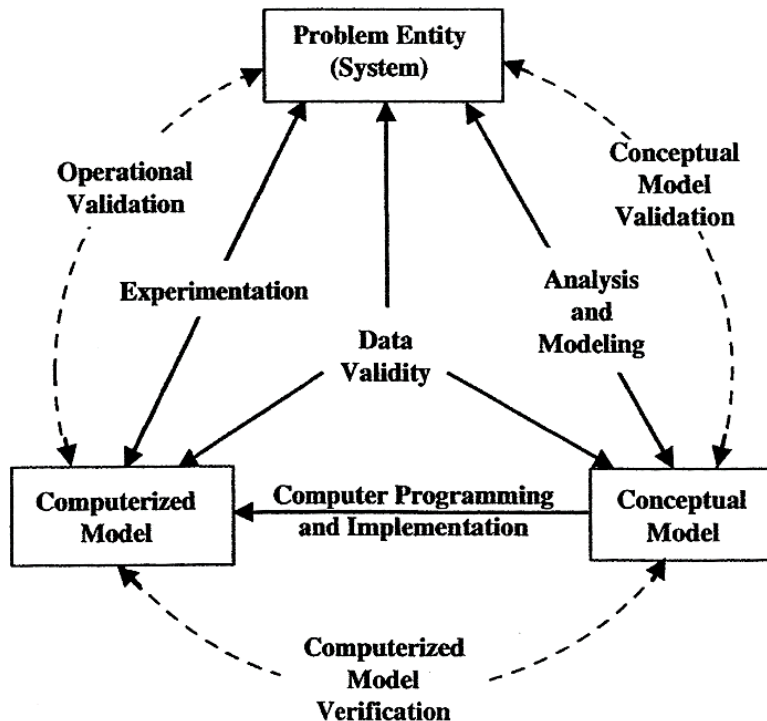 Problem Entity
(System)
Operational
Validation
Conceptual
Model
Validation
Experimentation
Analysis
and
Modeling
Data
Validity
Computerized
Model
Computer Programming
and Implementation
Conceptual
Model
Computerized
Model
Verification